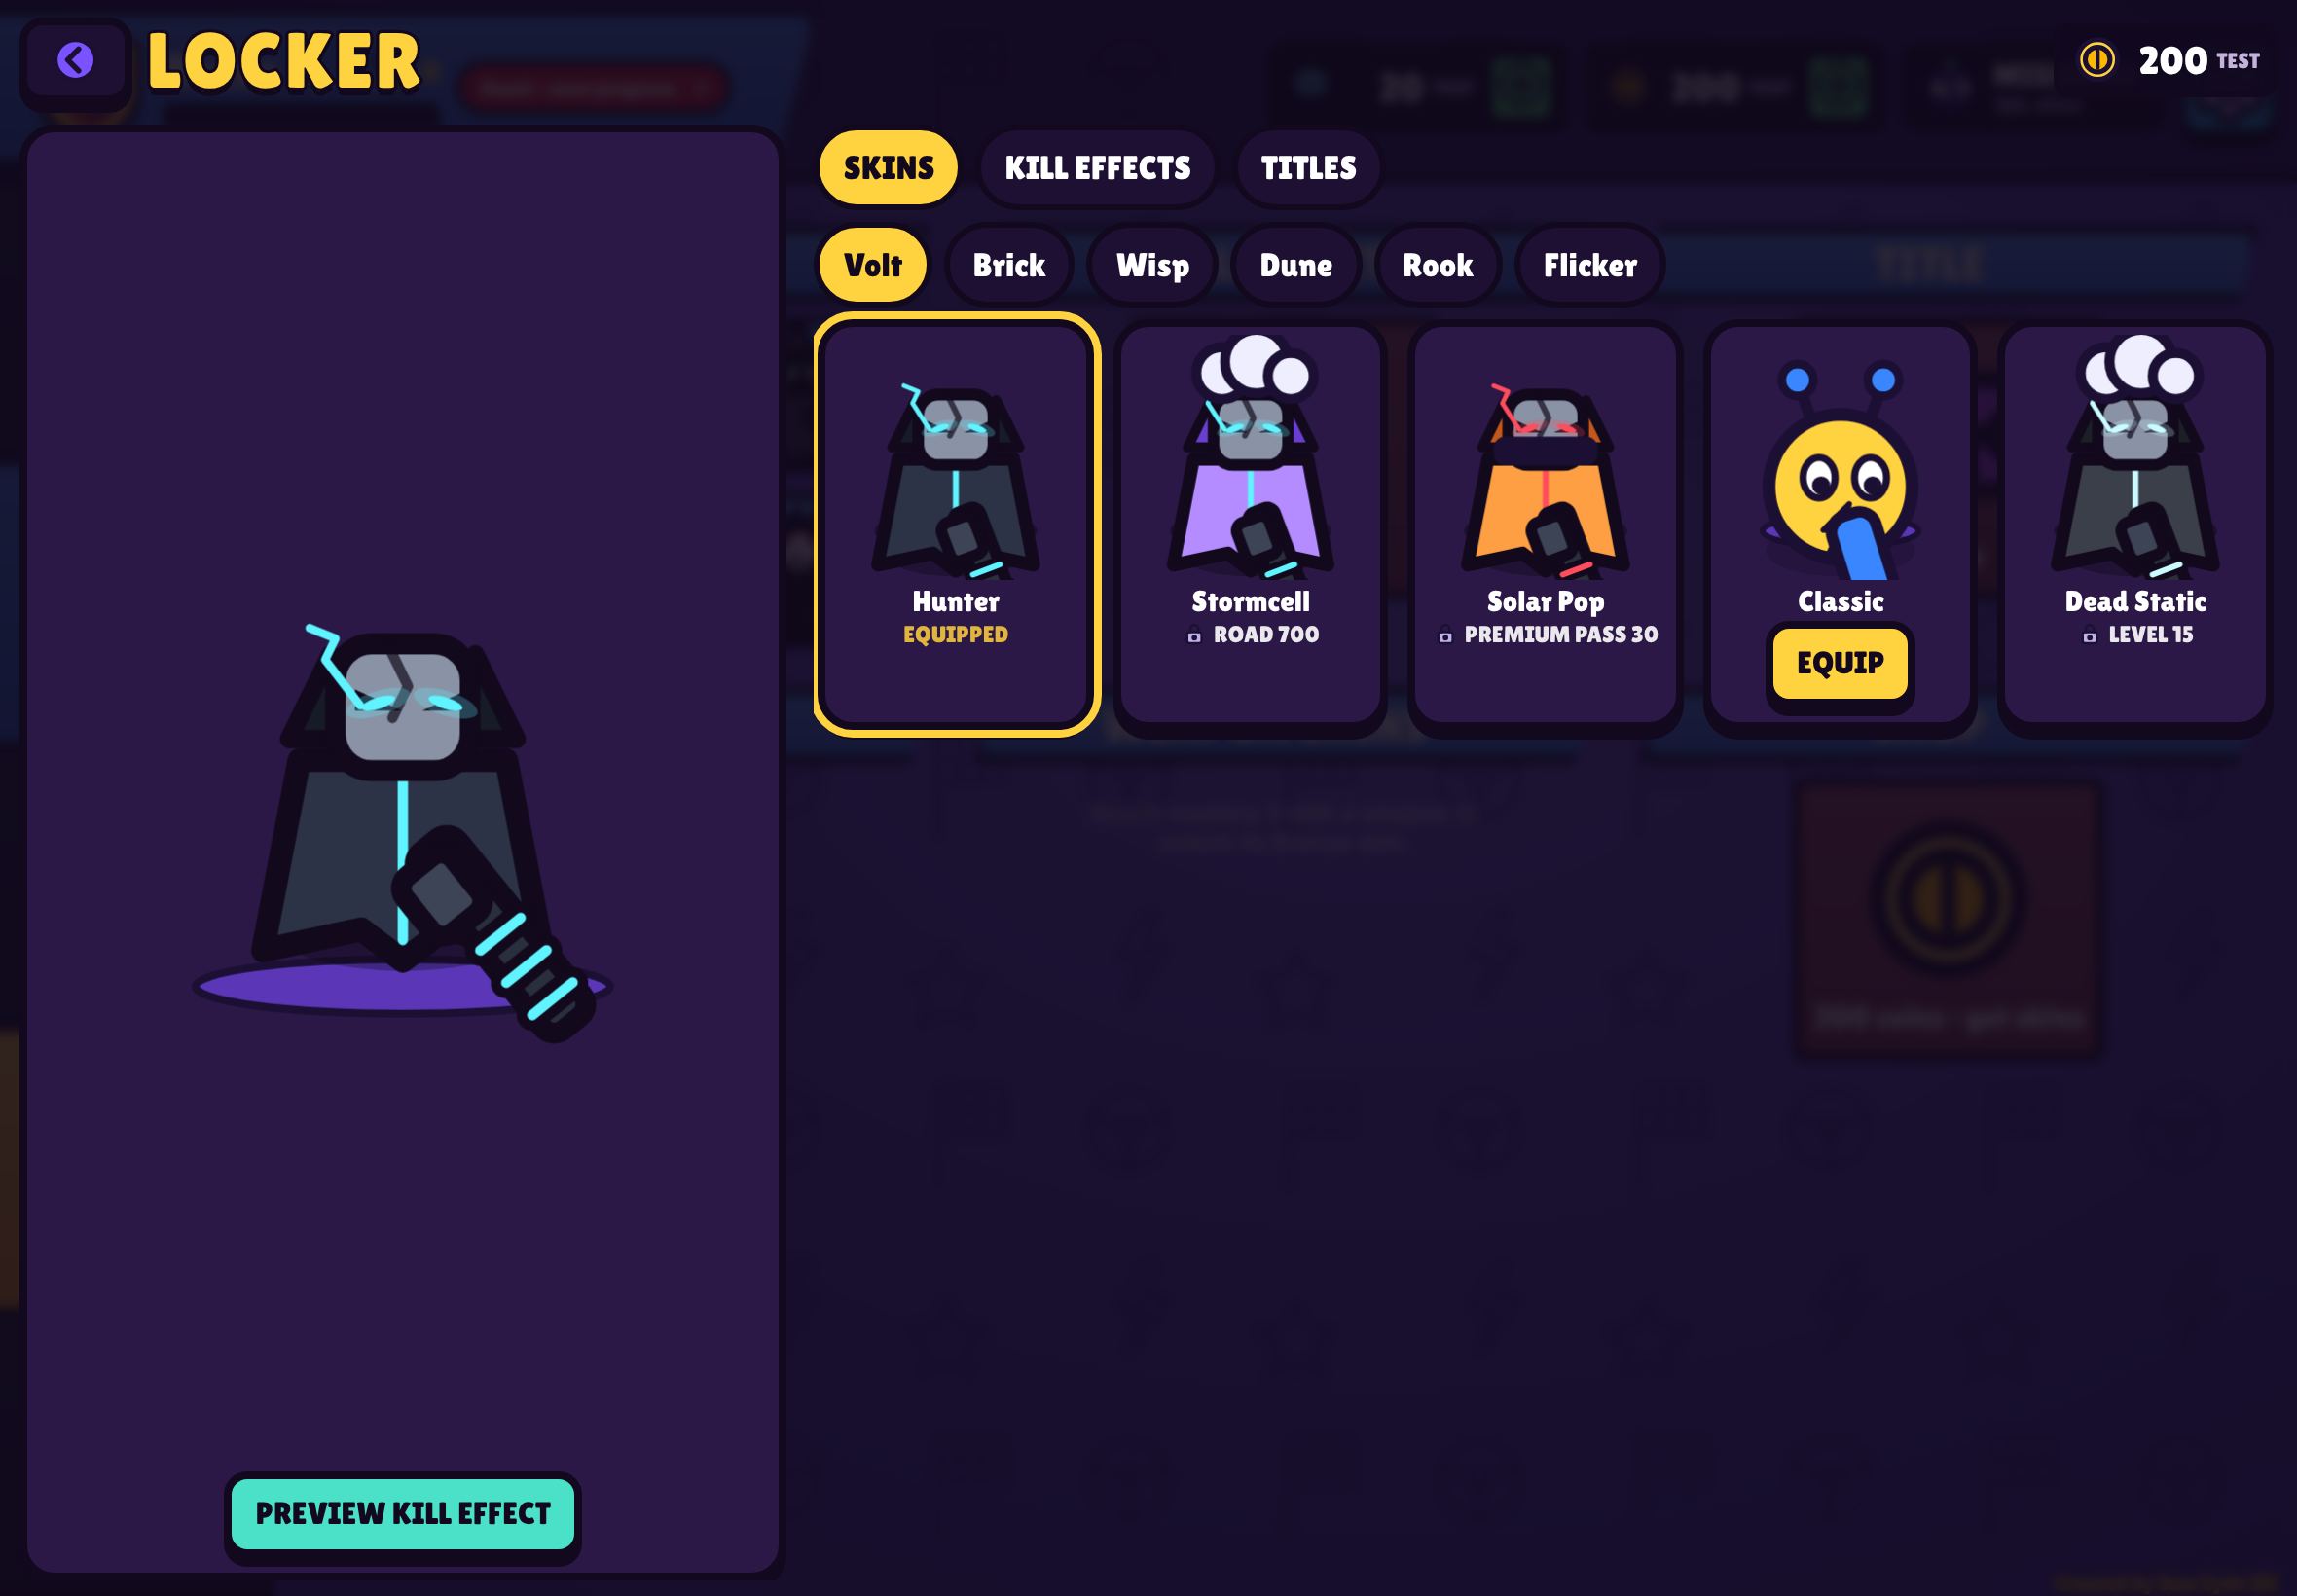 LOCKER
200 TEST
SKINS
KILL EFFECTS
TITLES
Volt
Brick
Wisp
Dune
Rook
Flicker
TITLE
Hunter
EQUIPPED
Stormcell
ROAD 700
Solar Pop
PREMIUM PASS 30
Classic
EQUIP
Dead Static
LEVEL 15
PREVIEW KILL EFFECT